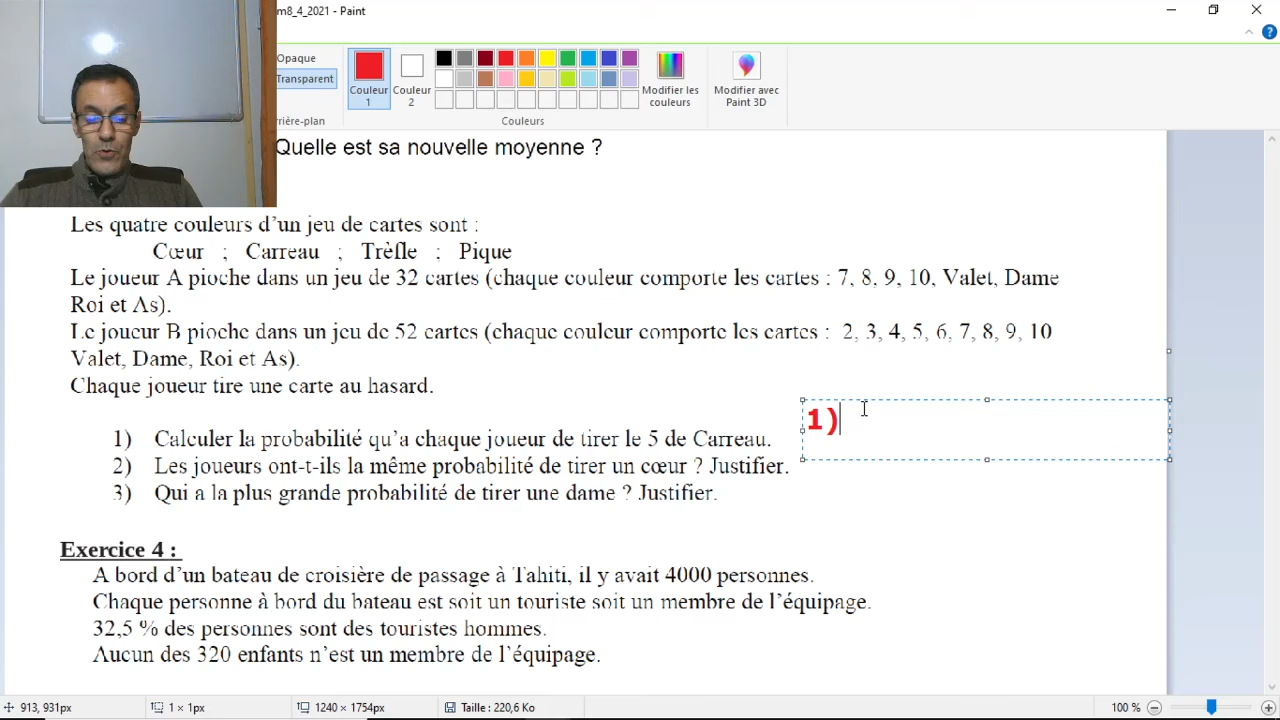 m8_4_2021 - Paint
Opaque
Transparent
rrière-plan
Couleur 1
Couleur 2
Modifier les couleurs
Modifier avec Paint 3D
Couleurs
Quelle est sa nouvelle moyenne ?
Les quatre couleurs d'un jeu de cartes sont :
Cœur ; Carreau ; Trèfle ; Pique
Le joueur A pioche dans un jeu de 32 cartes (chaque couleur comporte les cartes : 7, 8, 9, 10, Valet, Dame
Roi et As).
Le joueur B pioche dans un jeu de 52 cartes (chaque couleur comporte les cartes : 2, 3, 4, 5, 6, 7, 8, 9, 10
Valet, Dame, Roi et As).
Chaque joueur tire une carte au hasard.
1)
1) Calculer la probabilité qu'a chaque joueur de tirer le 5 de Carreau.
2) Les joueurs ont-t-ils la même probabilité de tirer un cœur ? Justifier.
3) Qui a la plus grande probabilité de tirer une dame ? Justifier.
Exercice 4 :
A bord d'un bateau de croisière de passage à Tahiti, il y avait 4000 personnes.
Chaque personne à bord du bateau est soit un touriste soit un membre de l'équipage.
32,5 % des personnes sont des touristes hommes.
Aucun des 320 enfants n'est un membre de l'équipage.
913, 931px
1 × 1px
1240 × 1754px
Taille : 220,6 Ko
100 %